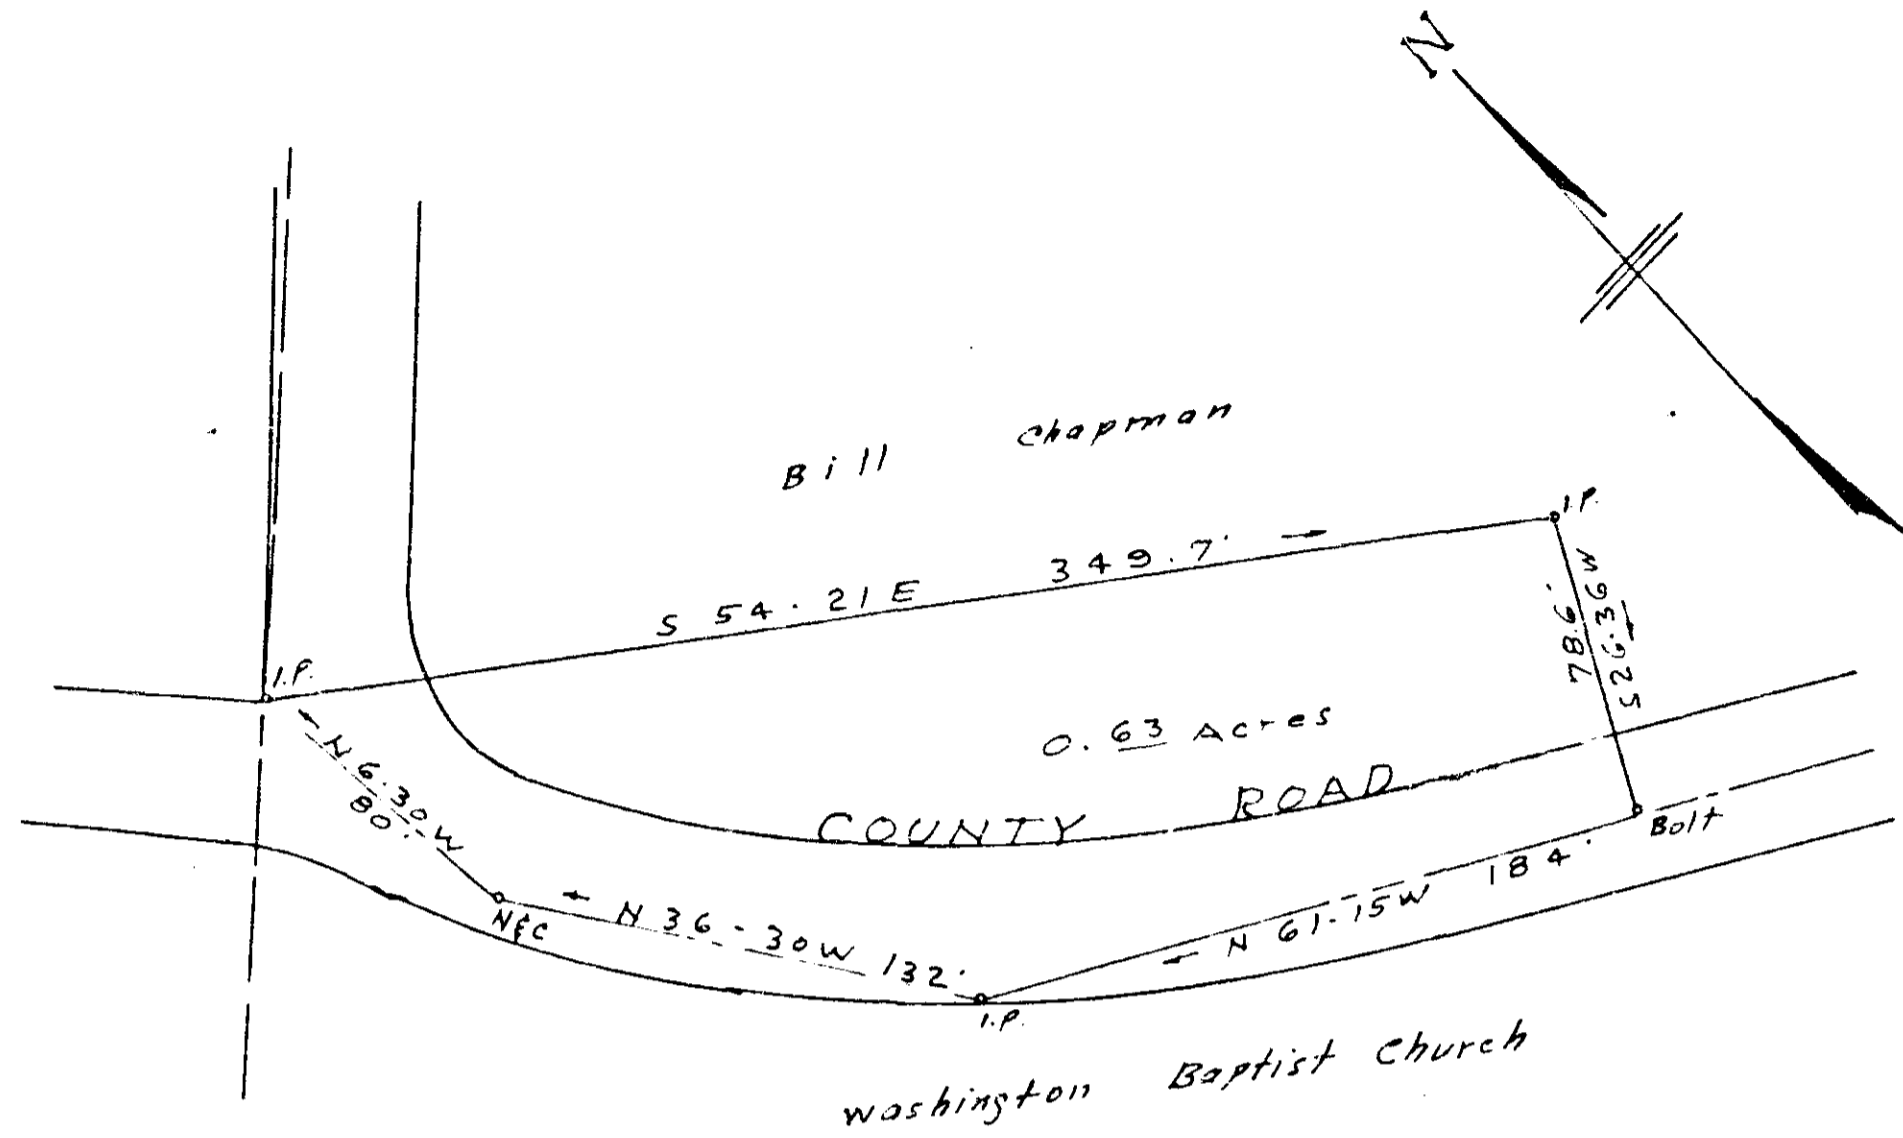 N
Bill Chapman
I.P.
S 54.21 E 349.7'
I.P.
78.6'
S 26.36 W
0.63 Acres
N 6.30 W
80'
COUNTY ROAD
Bolt
N 61-15 W 184'
N&C
N 36-30 W 132'
I.P.
Washington Baptist Church